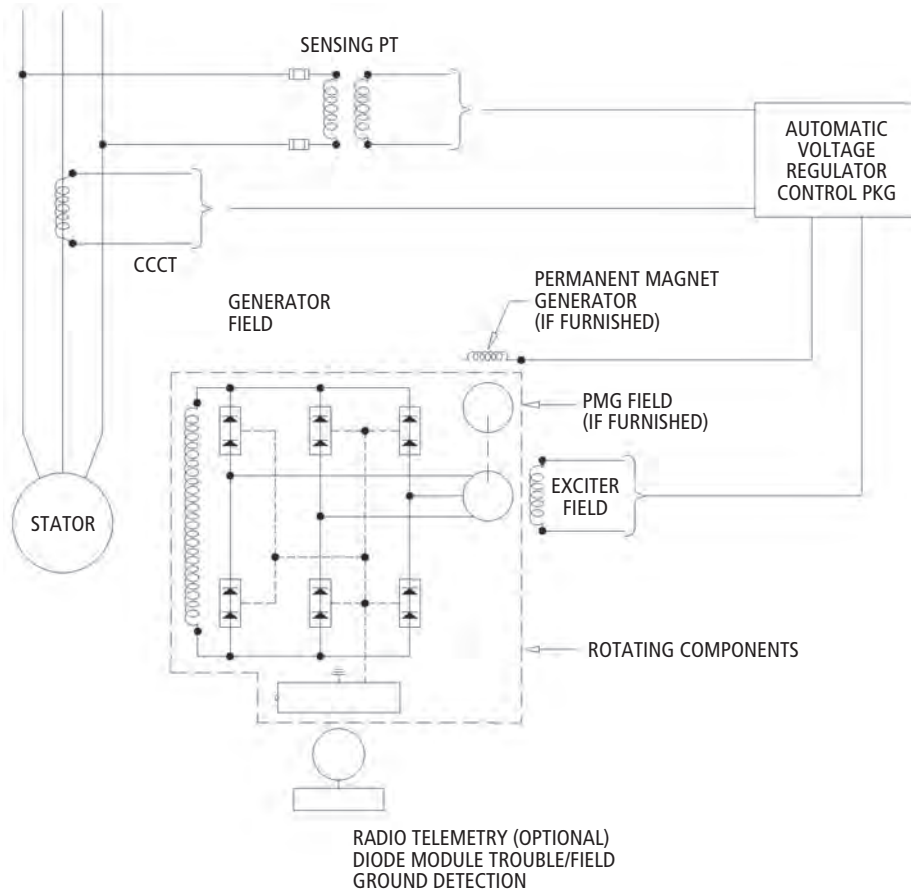 SENSING PT
AUTOMATIC
VOLTAGE
REGULATOR
CONTROL PKG
CCCT
GENERATOR
FIELD
PERMANENT MAGNET
GENERATOR
(IF FURNISHED)
PMG FIELD
(IF FURNISHED)
EXCITER
FIELD
STATOR
ROTATING COMPONENTS
RADIO TELEMETRY (OPTIONAL)
DIODE MODULE TROUBLE/FIELD
GROUND DETECTION